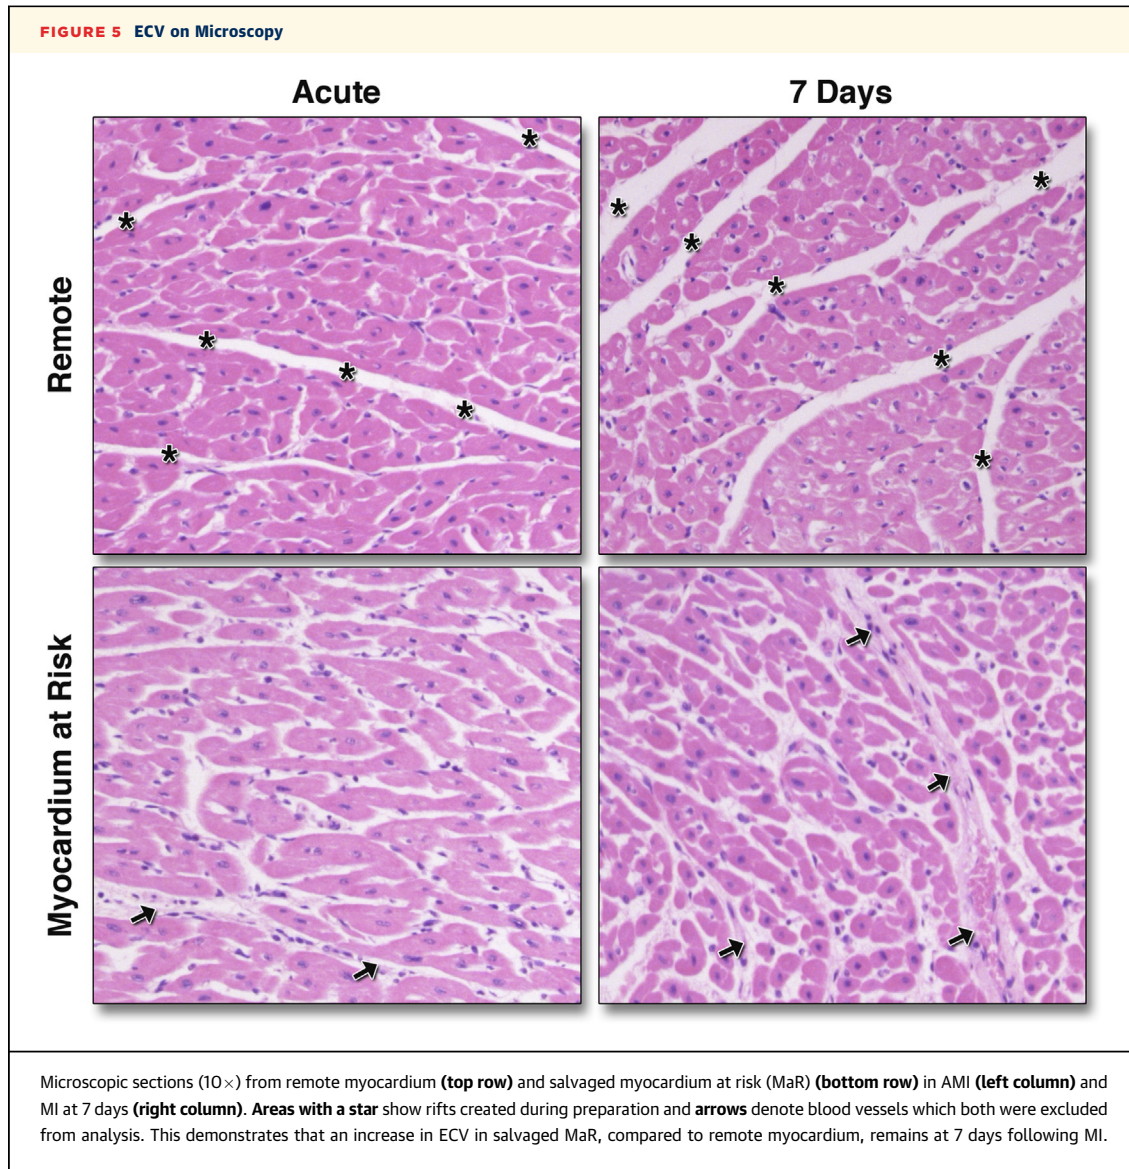 FIGURE 5 ECV on Microscopy
Acute
7 Days
Remote
Myocardium at Risk
Microscopic sections (10×) from remote myocardium (top row) and salvaged myocardium at risk (MaR) (bottom row) in AMI (left column) and
MI at 7 days (right column). Areas with a star show rifts created during preparation and arrows denote blood vessels which both were excluded
from analysis. This demonstrates that an increase in ECV in salvaged MaR, compared to remote myocardium, remains at 7 days following MI.